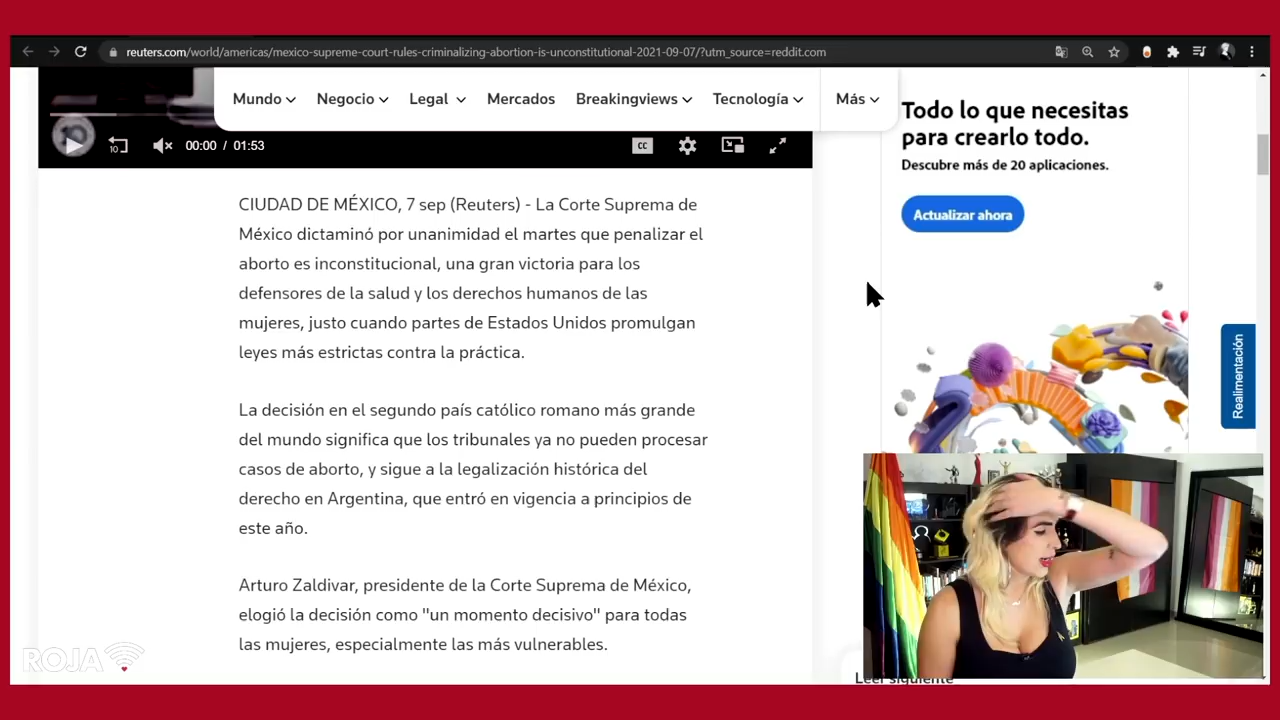 reuters.com/world/americas/mexico-supreme-court-rules-criminalizing-abortion-is-unconstitutional-2021-09-07/?utm_source=reddit.com
Mundo Negocio Legal Mercados Breakingviews Tecnología Más
10 00:00 / 01:53 CC
Todo lo que necesitas
para crearlo todo.
Descubre más de 20 aplicaciones.
Actualizar ahora
CIUDAD DE MÉXICO, 7 sep (Reuters) - La Corte Suprema de
México dictaminó por unanimidad el martes que penalizar el
aborto es inconstitucional, una gran victoria para los
defensores de la salud y los derechos humanos de las
mujeres, justo cuando partes de Estados Unidos promulgan
leyes más estrictas contra la práctica.
La decisión en el segundo país católico romano más grande
del mundo significa que los tribunales ya no pueden procesar
casos de aborto, y sigue a la legalización histórica del
derecho en Argentina, que entró en vigencia a principios de
este año.
Arturo Zaldivar, presidente de la Corte Suprema de México,
elogió la decisión como "un momento decisivo" para todas
las mujeres, especialmente las más vulnerables.
Realimentación
Leer siguiente
ROJA